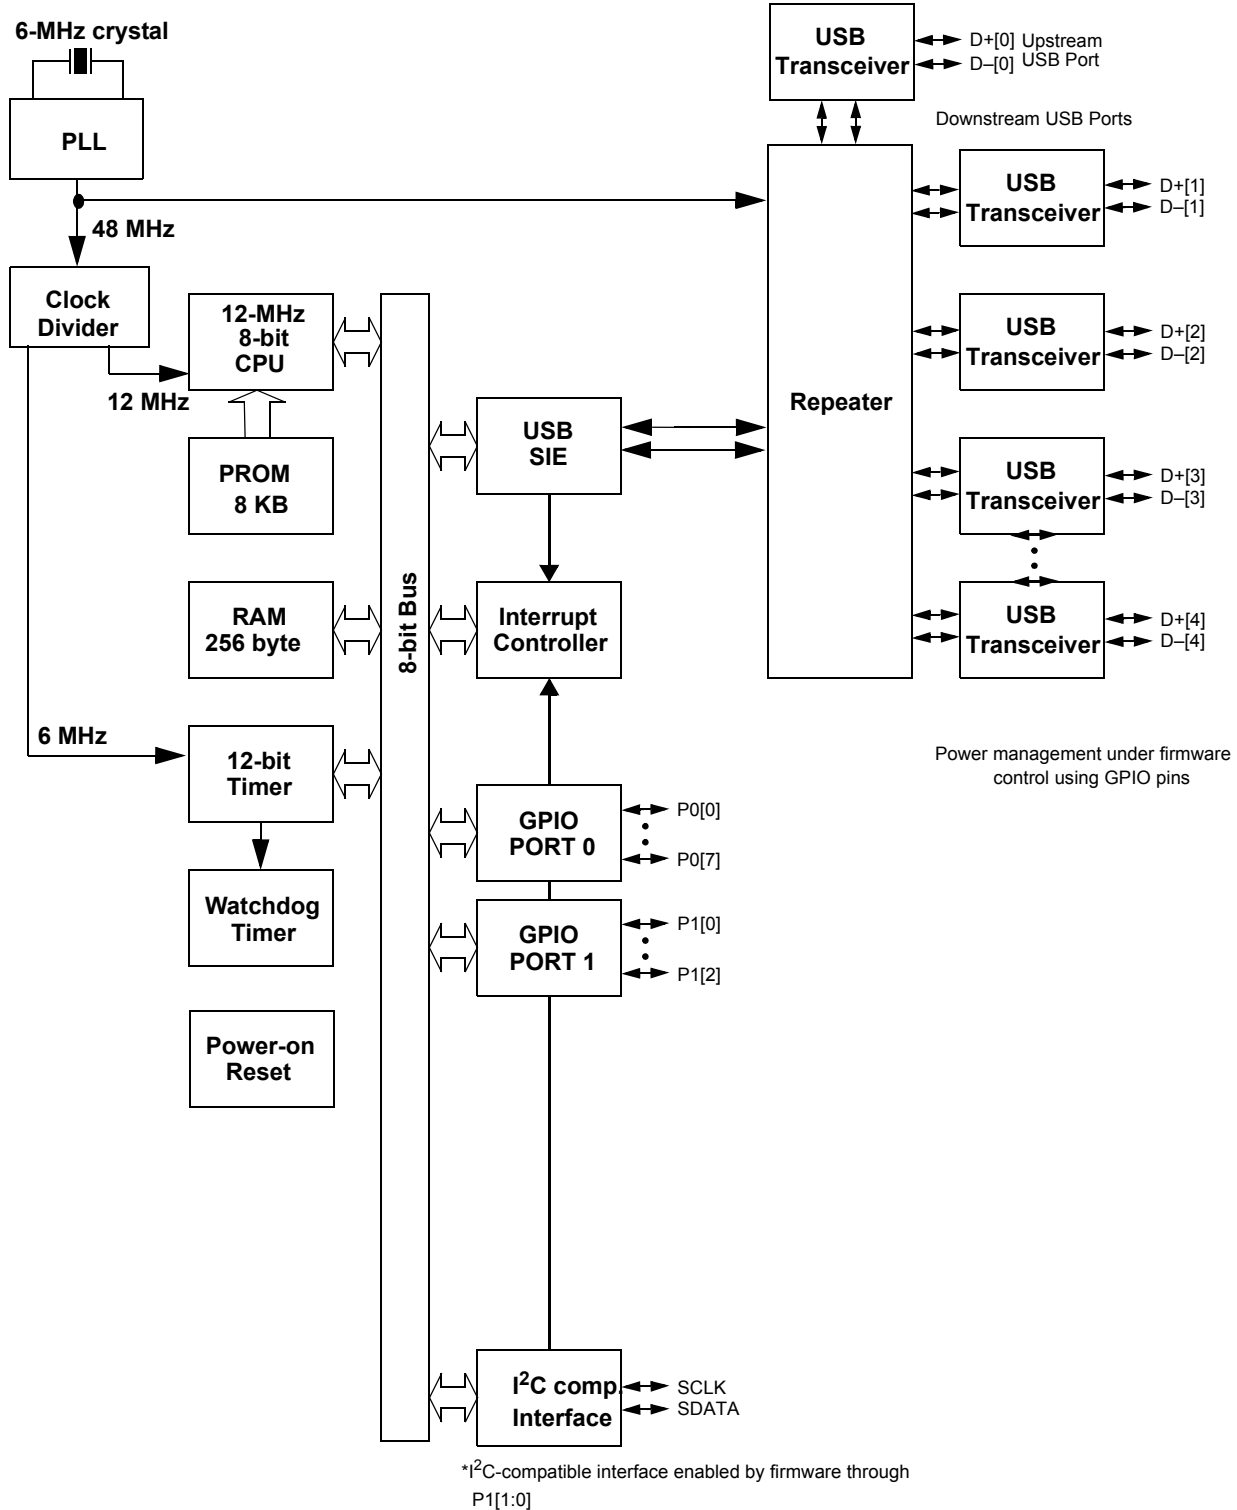 6-MHz crystal
PLL
48 MHz
Clock
Divider
12 MHz
12-MHz
8-bit
CPU
PROM
8 KB
RAM
256 byte
6 MHz
12-bit
Timer
Watchdog
Timer
Power-on
Reset
8-bit Bus
USB
SIE
Interrupt
Controller
GPIO
PORT 0
P0[0]
P0[7]
GPIO
PORT 1
P1[0]
P1[2]
I²C comp.
Interface
SCLK
SDATA
*I²C-compatible interface enabled by firmware through
P1[1:0]
USB
Transceiver
D+[0] Upstream
D–[0] USB Port
Downstream USB Ports
Repeater
USB
Transceiver
D+[1]
D–[1]
USB
Transceiver
D+[2]
D–[2]
USB
Transceiver
D+[3]
D–[3]
USB
Transceiver
D+[4]
D–[4]
Power management under firmware
control using GPIO pins